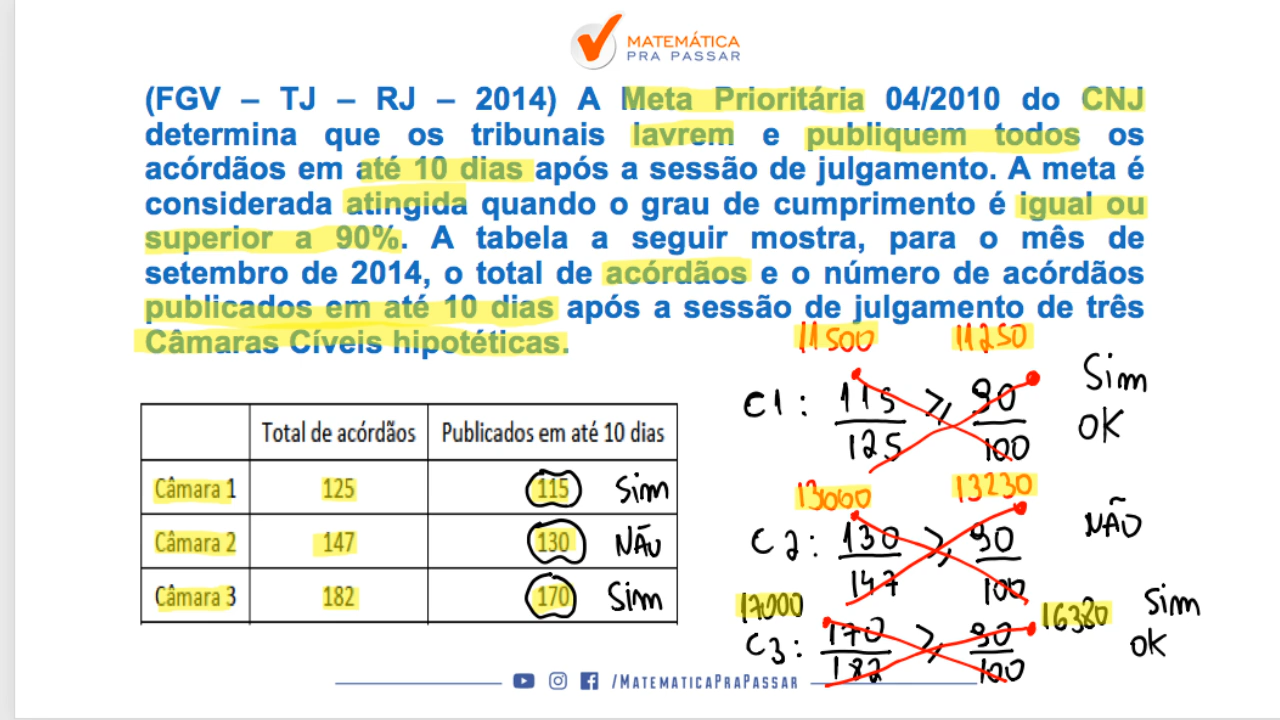 MATEMÁTICA
PRA PASSAR
(FGV – TJ – RJ – 2014) A Meta Prioritária 04/2010 do CNJ
determina que os tribunais lavrem e publiquem todos os
acórdãos em até 10 dias após a sessão de julgamento. A meta é
considerada atingida quando o grau de cumprimento é igual ou
superior a 90%. A tabela a seguir mostra, para o mês de
setembro de 2014, o total de acórdãos e o número de acórdãos
publicados em até 10 dias após a sessão de julgamento de três
Câmaras Cíveis hipotéticas.
Total de acórdãos Publicados em até 10 dias
Câmara 1 125 115 Sim
Câmara 2 147 130 NÃO
Câmara 3 182 170 Sim
11500 11250
C1: 115/125 ⩾ 90/100 Sim OK
13000 13230
C2: 130/147 ⩾ 90/100 NÃO
17000 16380
C3: 170/182 ⩾ 90/100 Sim OK
/MATEMATICAPRAPASSAR